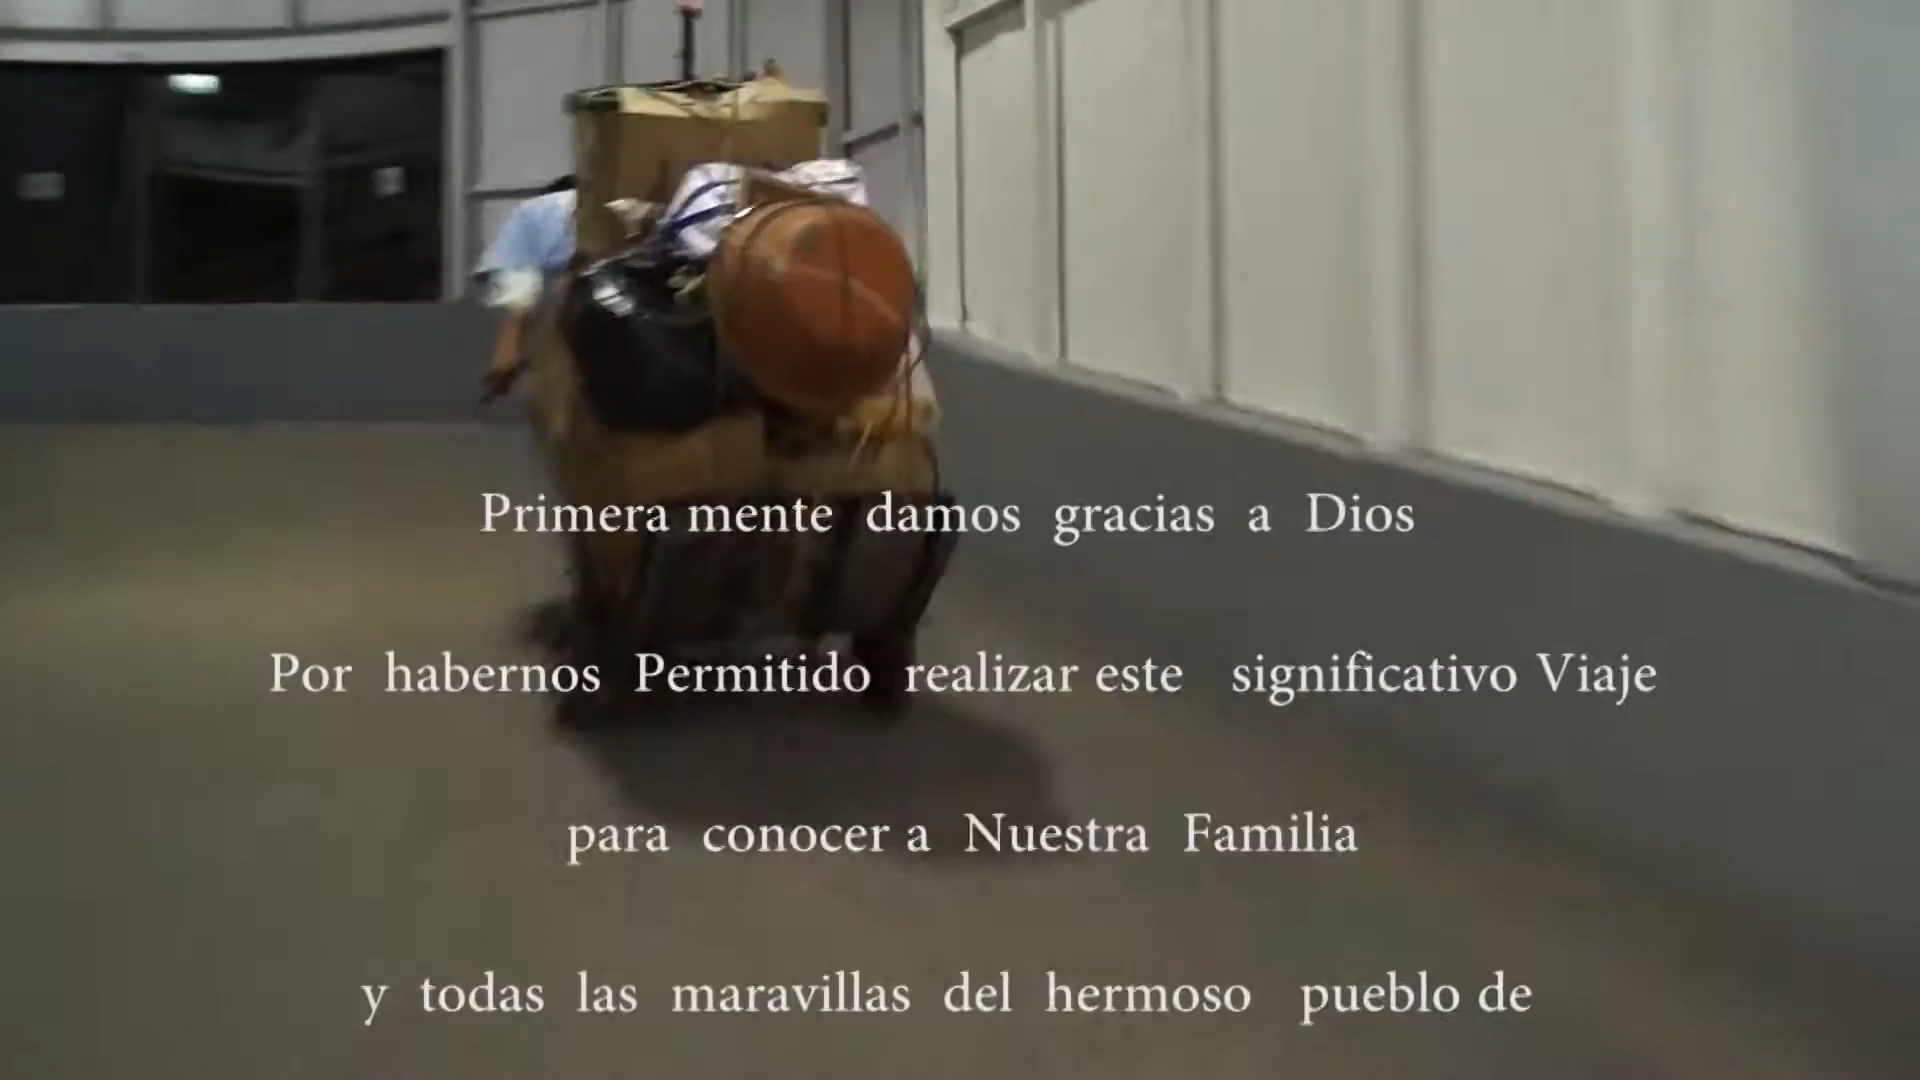 Primera mente damos gracias a Dios
Por habernos Permitido realizar este significativo Viaje
para conocer a Nuestra Familia
y todas las maravillas del hermoso pueblo de